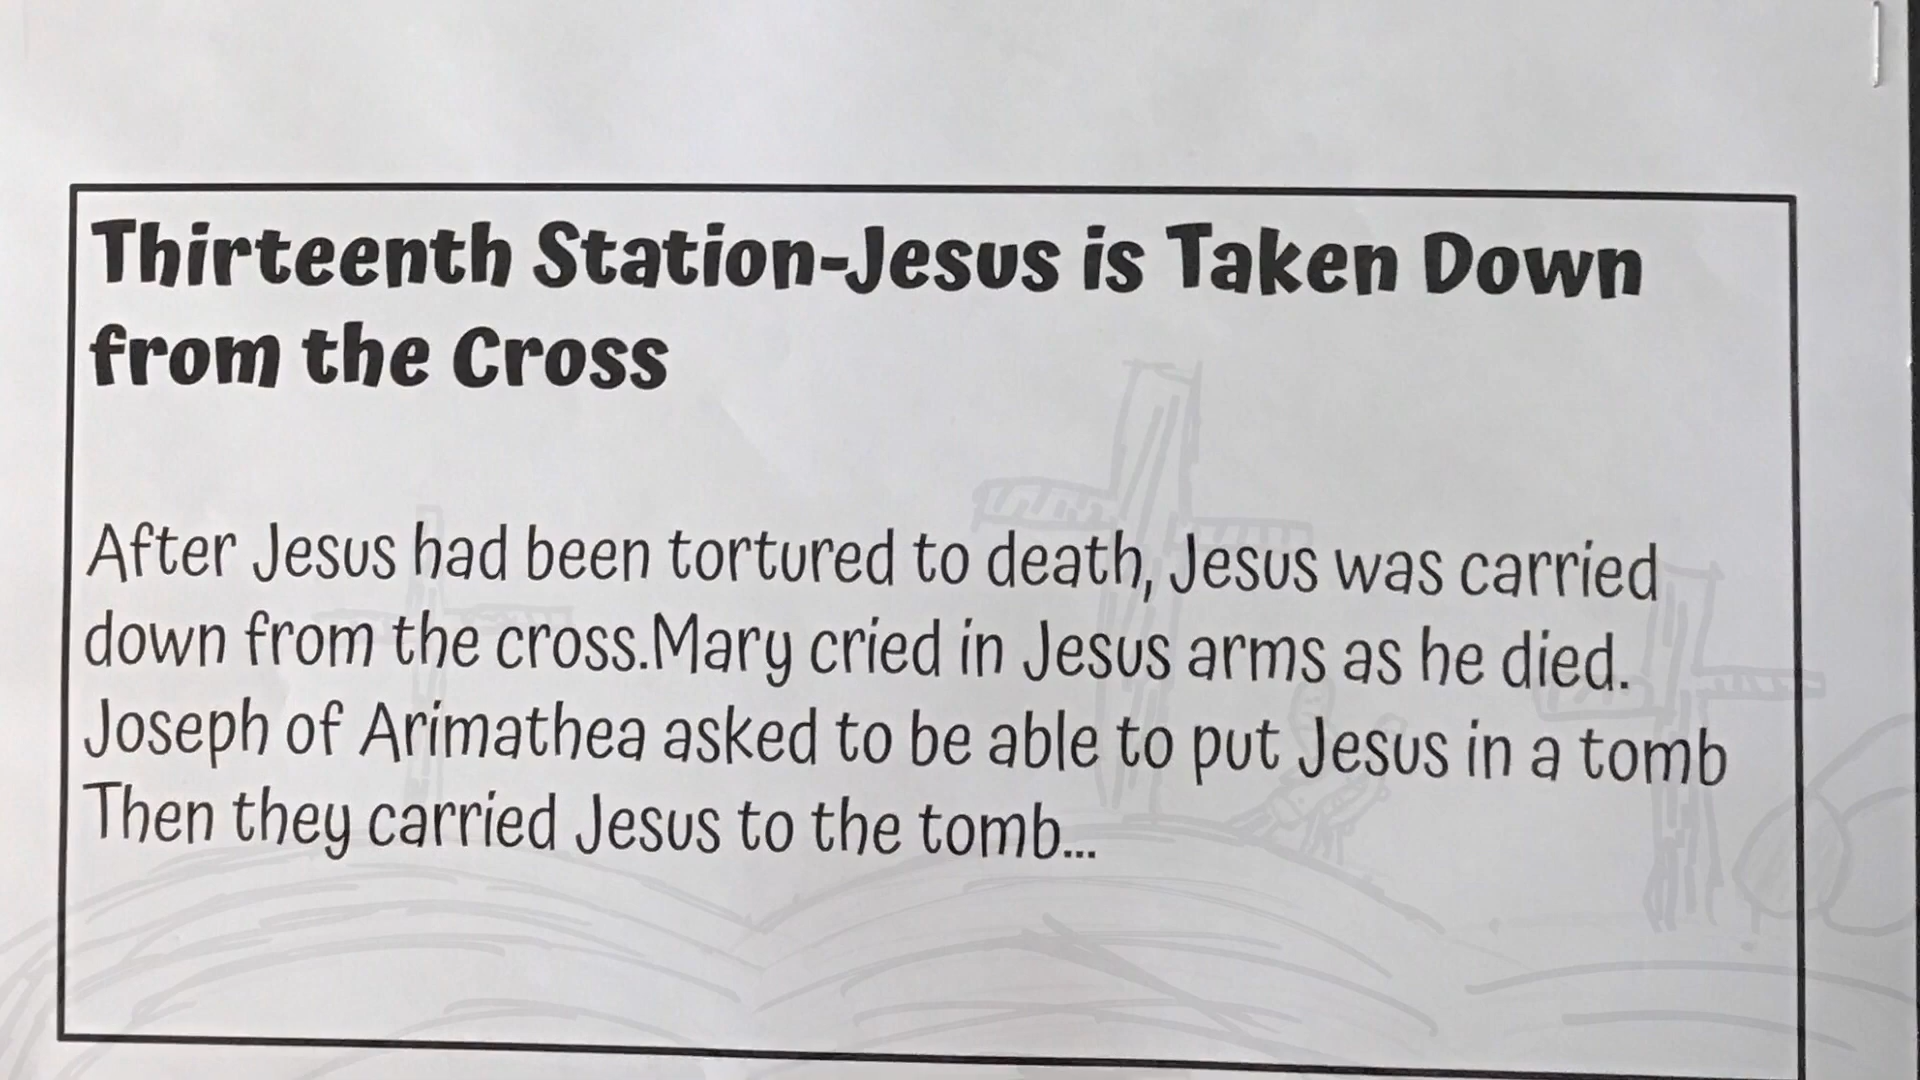 Thirteenth Station-Jesus is Taken Down
from the Cross
After Jesus had been tortured to death, Jesus was carried
down from the cross.Mary cried in Jesus arms as he died.
Joseph of Arimathea asked to be able to put Jesus in a tomb
Then they carried Jesus to the tomb...